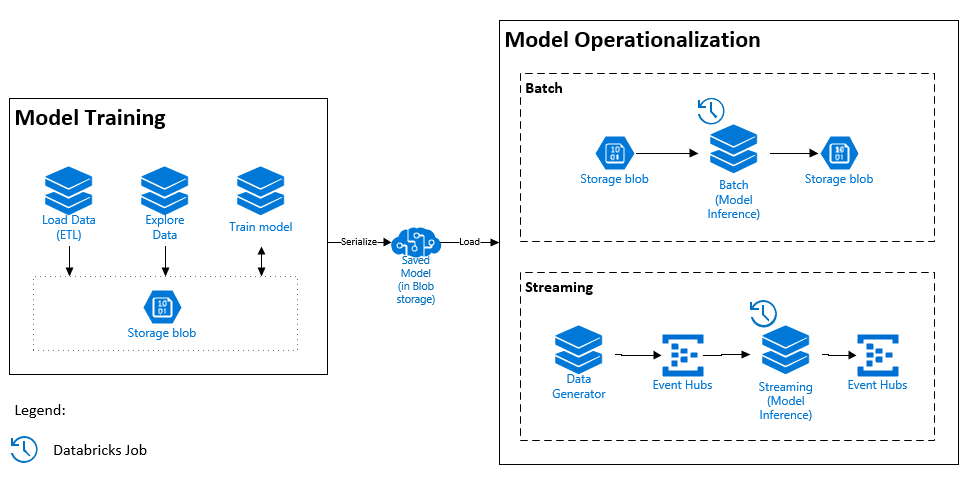 Model Training
Load Data
(ETL)
Explore
Data
Train model
Storage blob
Serialize
Saved
Model
(in Blob
storage)
Load
Model Operationalization
Batch
Storage blob
Batch
(Model
Inference)
Storage blob
Streaming
Data
Generator
Event Hubs
Streaming
(Model
Inference)
Event Hubs
Legend:
Databricks Job